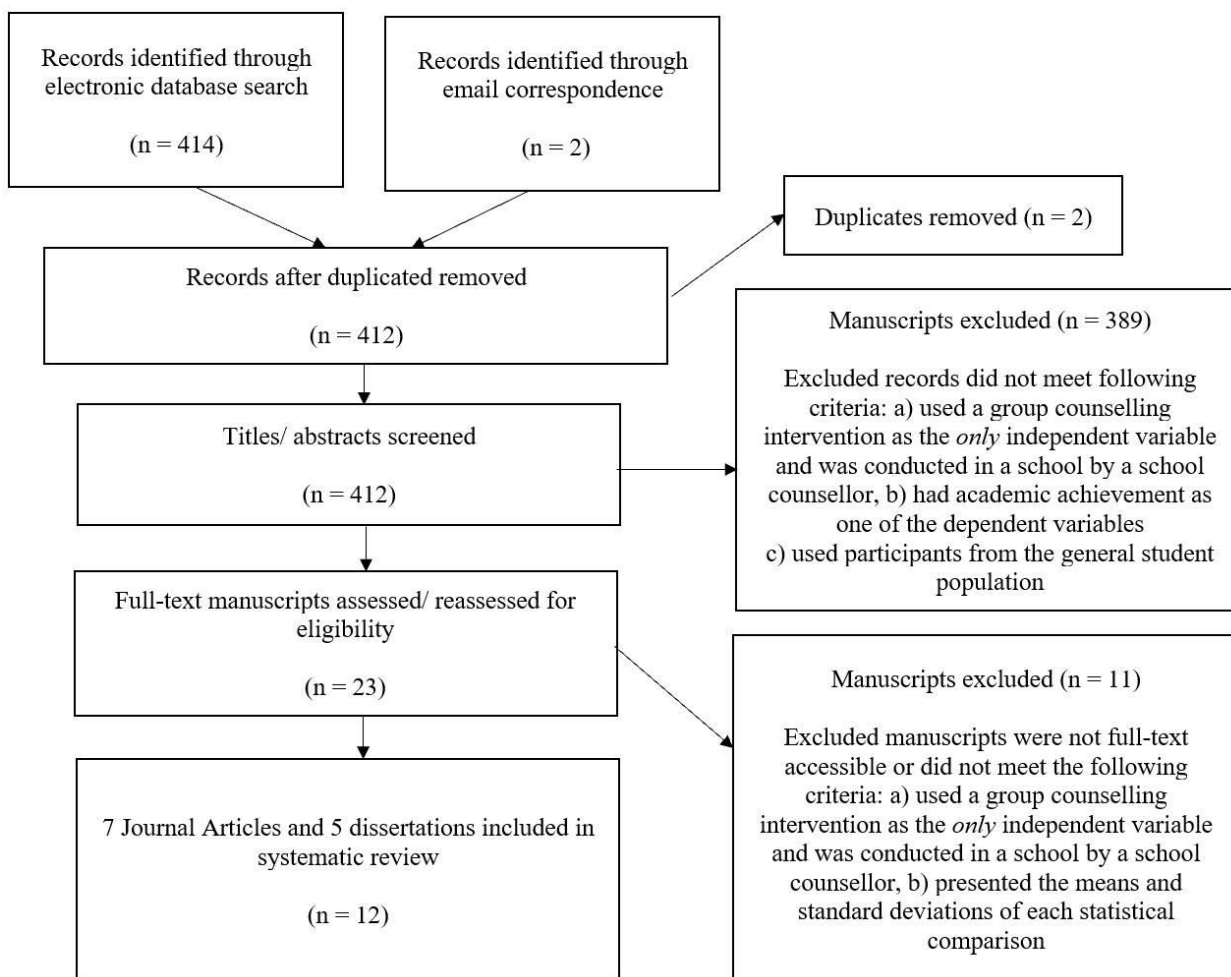 Records identified through
electronic database search
(n = 414)
Records identified through
email correspondence
(n = 2)
Duplicates removed (n = 2)
Records after duplicated removed
(n = 412)
Manuscripts excluded (n = 389)
Excluded records did not meet following
criteria: a) used a group counselling
intervention as the only independent variable
and was conducted in a school by a school
counsellor, b) had academic achievement as
one of the dependent variables
c) used participants from the general student
population
Titles/ abstracts screened
(n = 412)
Full-text manuscripts assessed/ reassessed for
eligibility
(n = 23)
Manuscripts excluded (n = 11)
Excluded manuscripts were not full-text
accessible or did not meet the following
criteria: a) used a group counselling
intervention as the only independent variable
and was conducted in a school by a school
counsellor, b) presented the means and
standard deviations of each statistical
comparison
7 Journal Articles and 5 dissertations included in
systematic review
(n = 12)